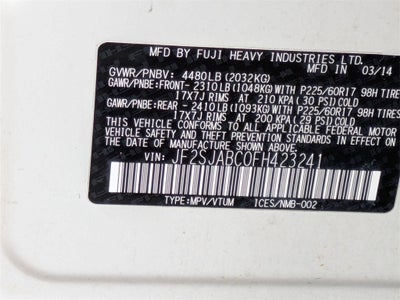 MFD. BY FUJI HEAVY INDUSTRIES LTD.
MFD. IN 03/14
GVWR/PNBV: 4480LB (2032KG)
GAWR/PNBE:FRONT- 2310LB (1048KG) WITH P225/60R17 98H TIRES
17X7J RIMS AT 210 KPA (30 PSI)COLD
GAWR/PNBE:REAR - 2410LB (1093KG) WITH P225/60R17 98H TIRES
17X7J RIMS AT 200 KPA (29 PSI)COLD
THIS VEHICLE CONFORMS TO ALL APPLICABLE
FEDERAL MOTOR VEHICLE SAFETY, BUMPER, AND
THEFT PREVENTION STANDARDS IN EFFECT ON
THE DATE OF MANUFACTURE SHOWN ABOVE.
VIN: JF2SJABC0FH423241
TYPE:MPV/VTUM ICES/NMB-002